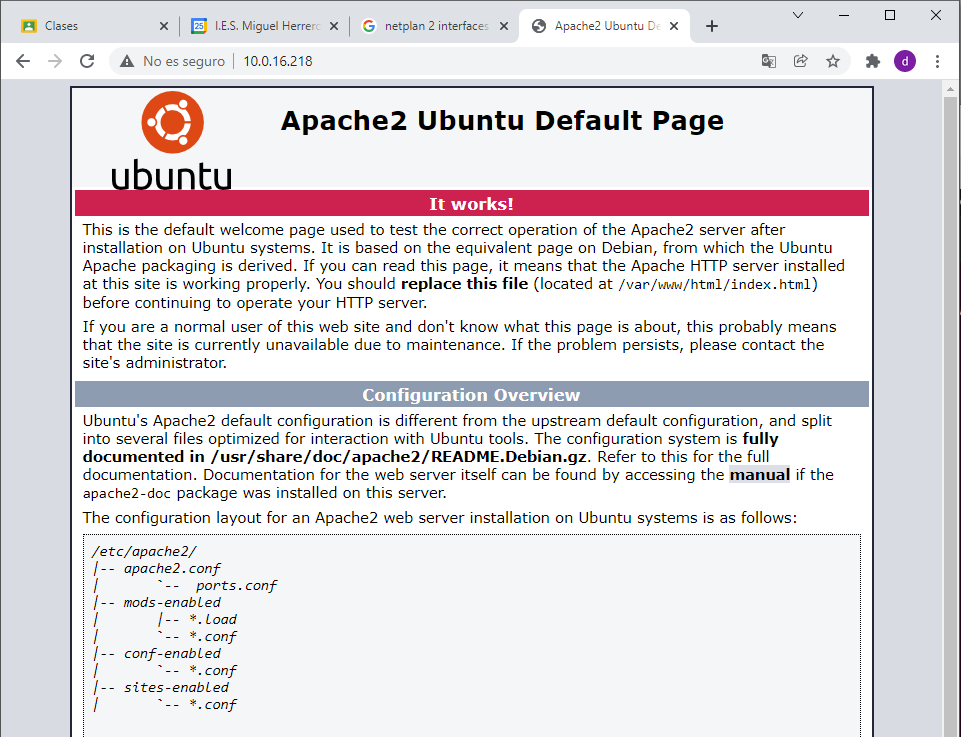 Clases
25
I.E.S. Miguel Herrero
netplan 2 interfaces
Apache2 Ubuntu De
No es seguro
10.0.16.218
d
ubuntu
Apache2 Ubuntu Default Page
It works!
This is the default welcome page used to test the correct operation of the Apache2 server after
installation on Ubuntu systems. It is based on the equivalent page on Debian, from which the Ubuntu
Apache packaging is derived. If you can read this page, it means that the Apache HTTP server installed
at this site is working properly. You should replace this file (located at /var/www/html/index.html)
before continuing to operate your HTTP server.
If you are a normal user of this web site and don't know what this page is about, this probably means
that the site is currently unavailable due to maintenance. If the problem persists, please contact the
site's administrator.
Configuration Overview
Ubuntu's Apache2 default configuration is different from the upstream default configuration, and split
into several files optimized for interaction with Ubuntu tools. The configuration system is fully
documented in /usr/share/doc/apache2/README.Debian.gz. Refer to this for the full
documentation. Documentation for the web server itself can be found by accessing the manual if the
apache2-doc package was installed on this server.
The configuration layout for an Apache2 web server installation on Ubuntu systems is as follows:
/etc/apache2/
|-- apache2.conf
|       `--  ports.conf
|-- mods-enabled
|       |-- *.load
|       `-- *.conf
|-- conf-enabled
|       `-- *.conf
|-- sites-enabled
|       `-- *.conf